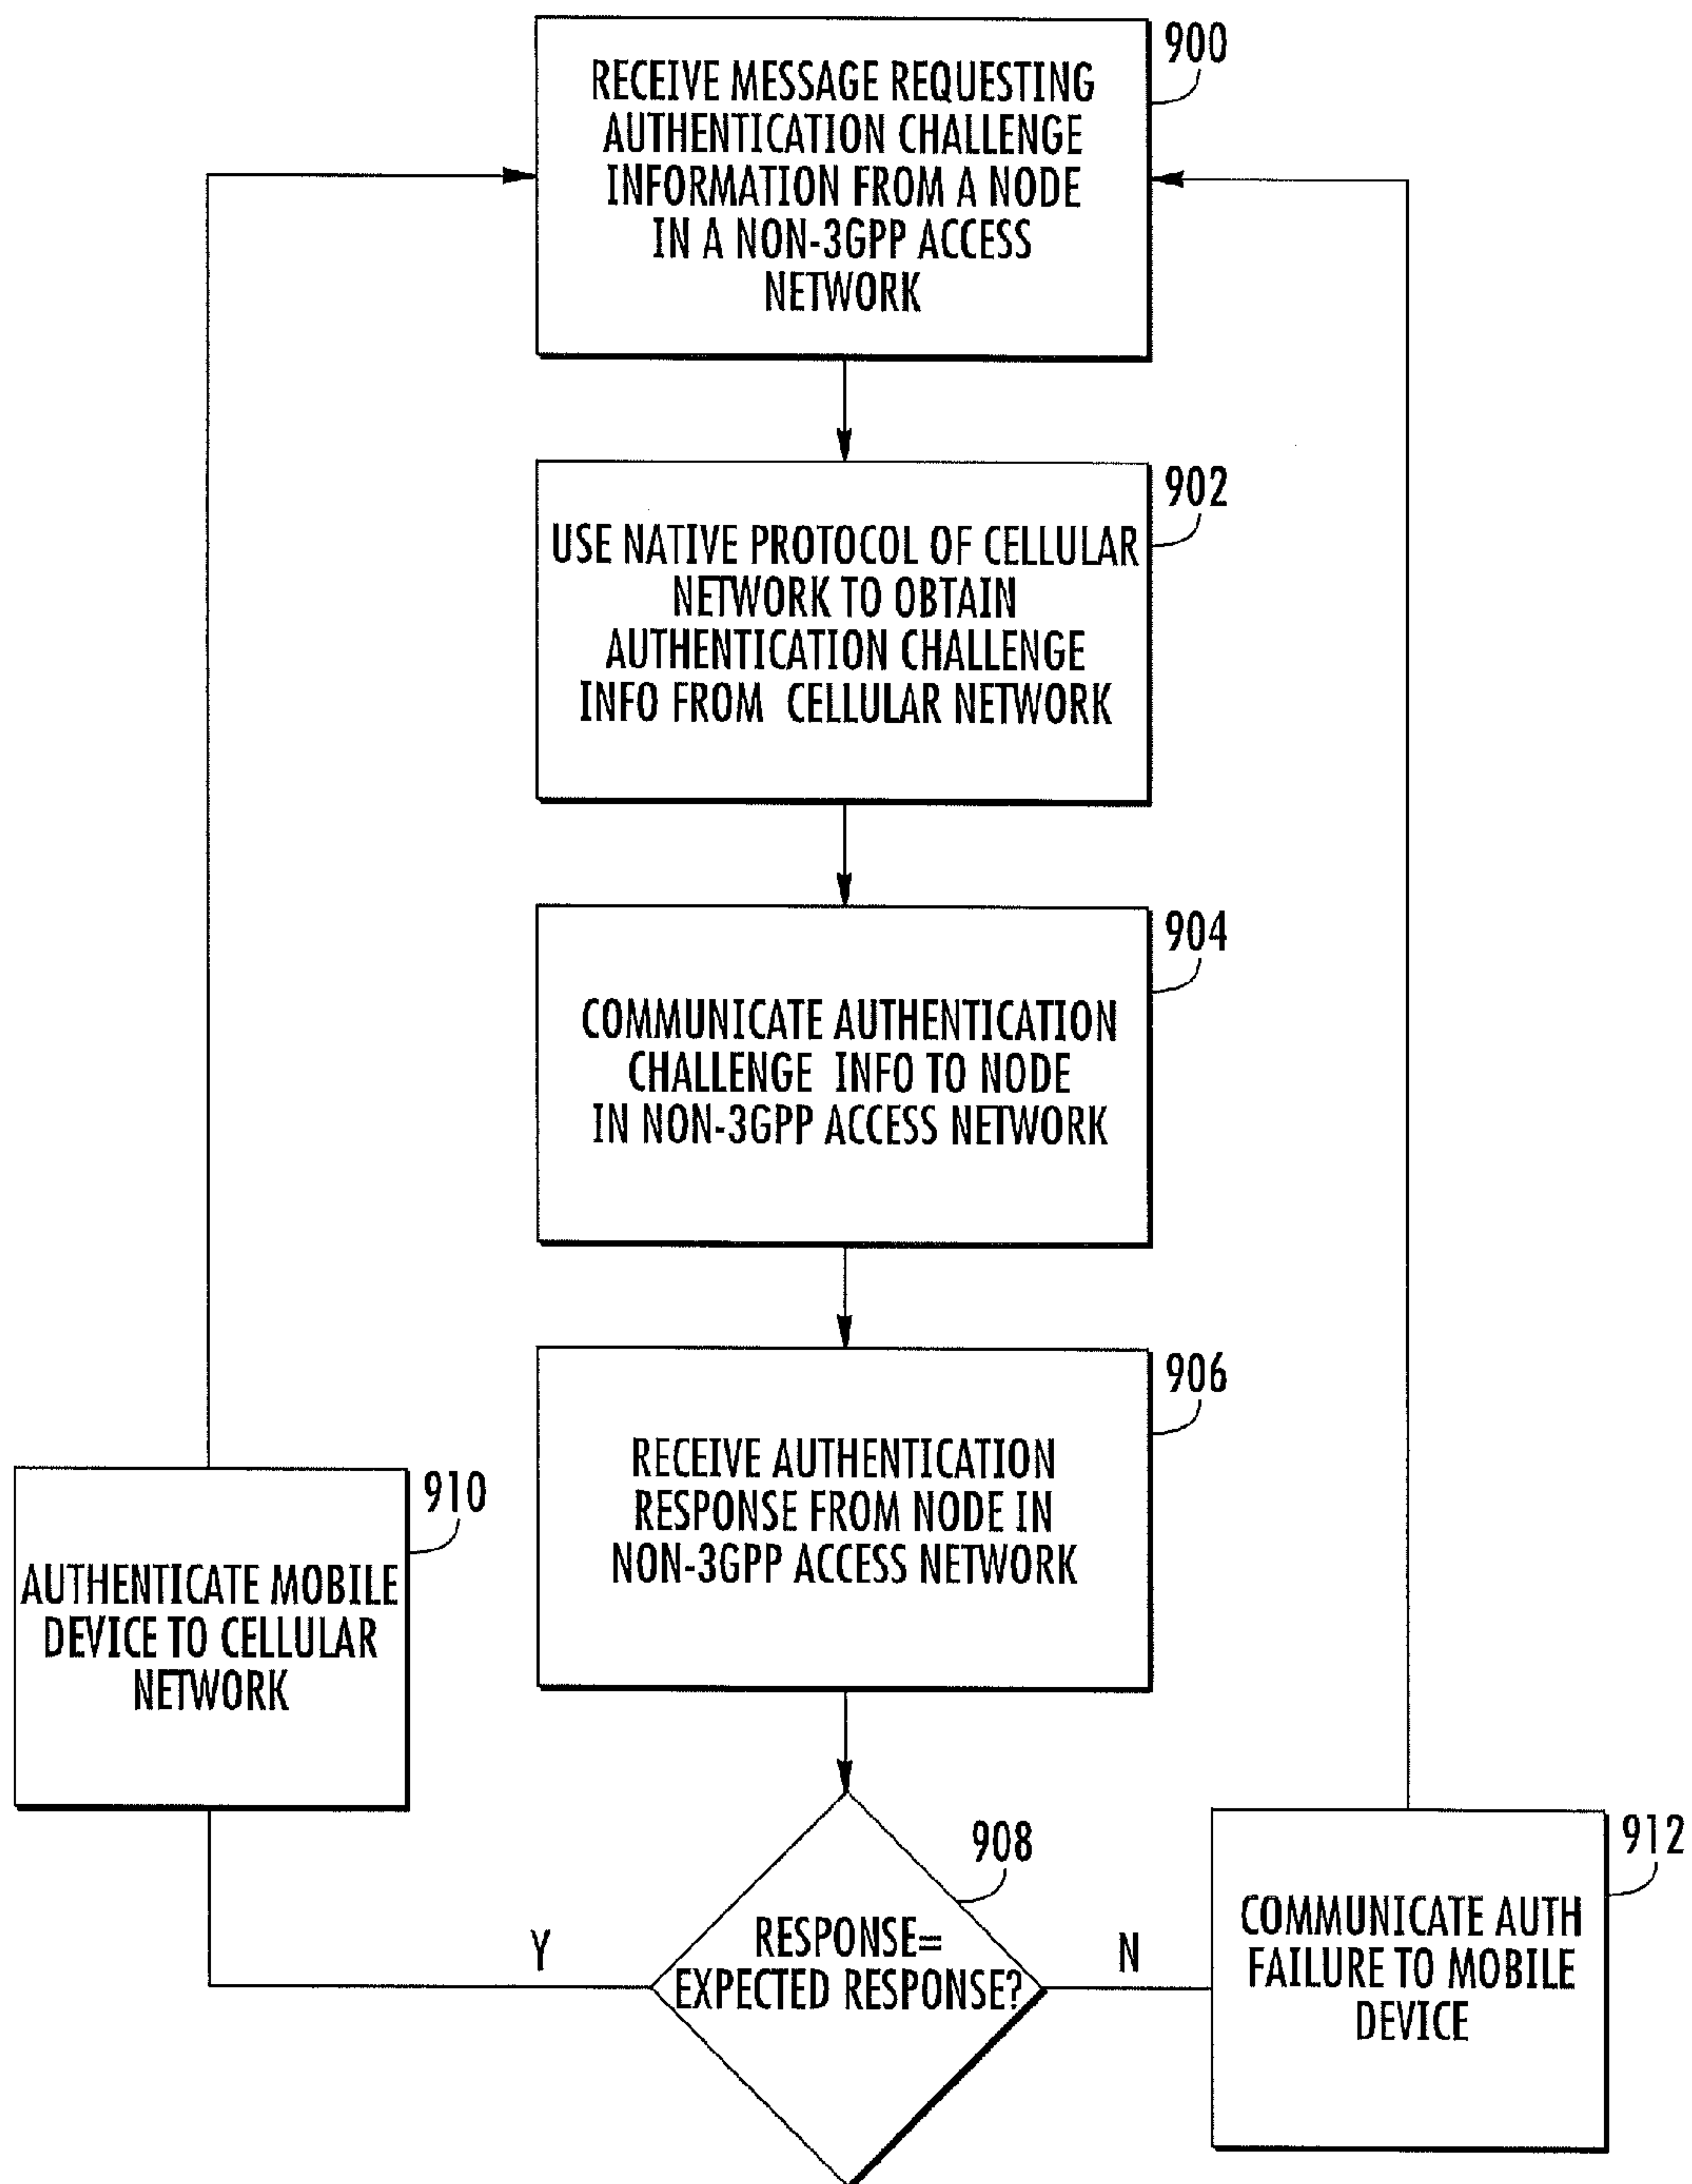 900
RECEIVE MESSAGE REQUESTING
AUTHENTICATION CHALLENGE
INFORMATION FROM A NODE
IN A NON-3GPP ACCESS
NETWORK
902
USE NATIVE PROTOCOL OF CELLULAR
NETWORK TO OBTAIN
AUTHENTICATION CHALLENGE
INFO FROM CELLULAR NETWORK
904
COMMUNICATE AUTHENTICATION
CHALLENGE INFO TO NODE
IN NON-3GPP ACCESS NETWORK
906
RECEIVE AUTHENTICATION
RESPONSE FROM NODE IN
NON-3GPP ACCESS NETWORK
910
AUTHENTICATE MOBILE
DEVICE TO CELLULAR
NETWORK
908
RESPONSE=
EXPECTED RESPONSE?
Y
N
912
COMMUNICATE AUTH
FAILURE TO MOBILE
DEVICE